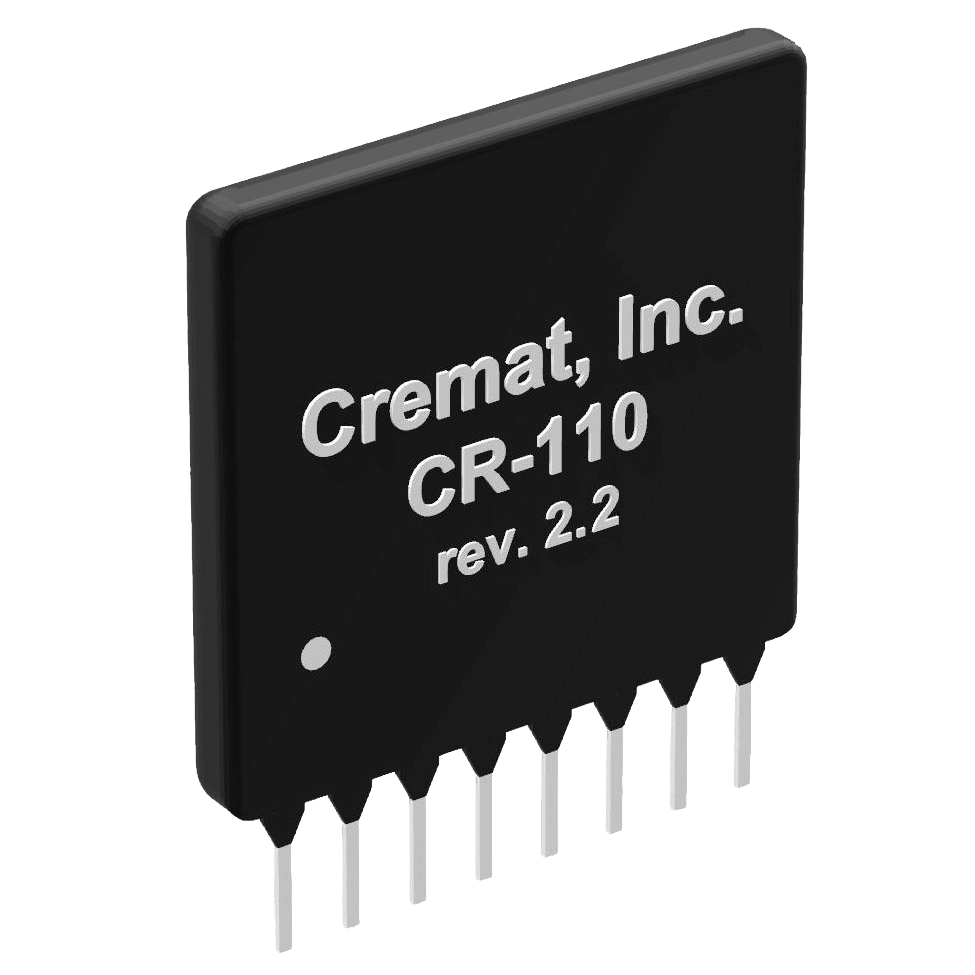 Cremat, Inc.
CR-110
rev. 2.2